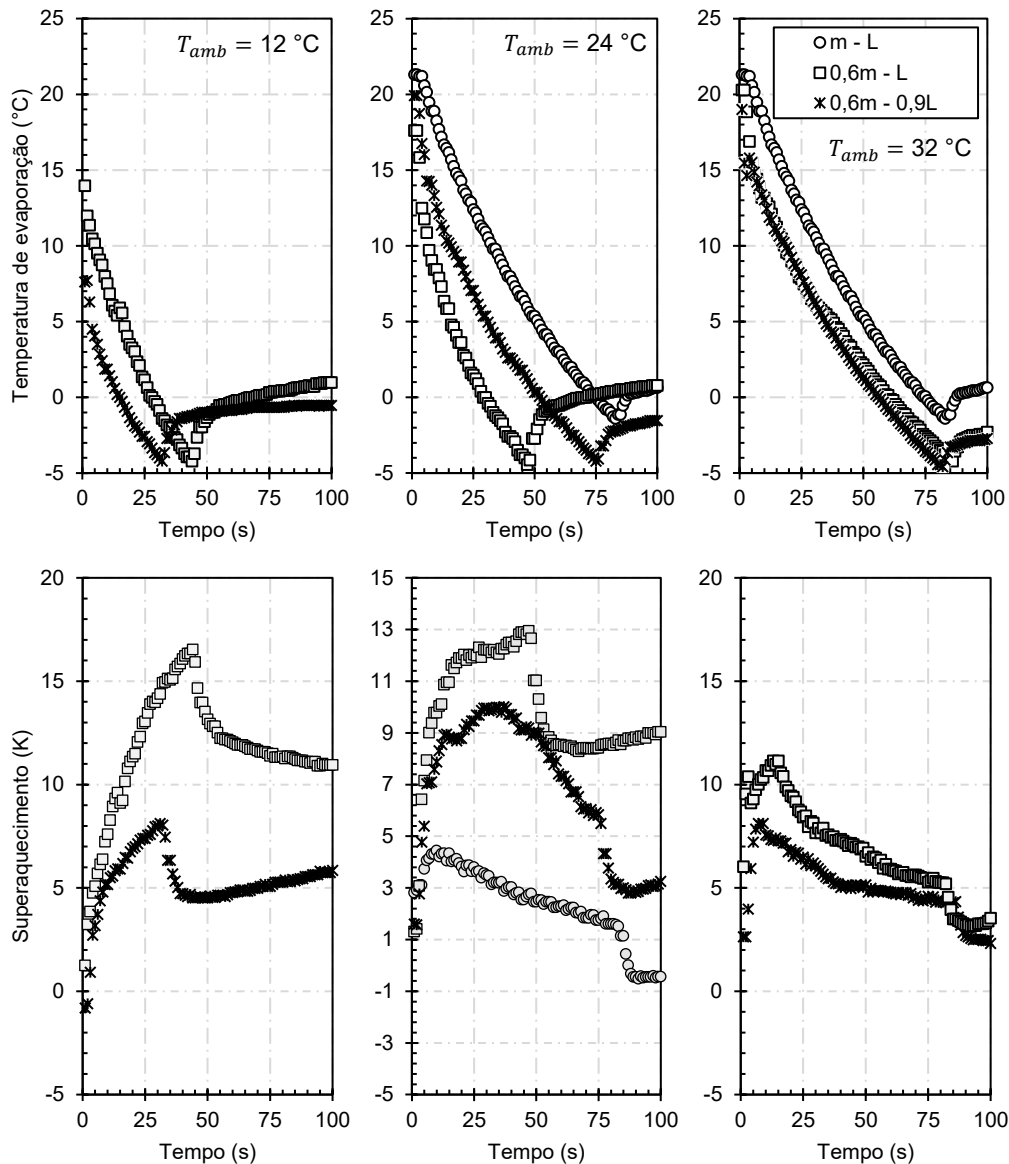 Temperatura de evaporação (°C)
25
20
15
10
5
0
-5
T_amb = 12 °C
0 25 50 75 100
Tempo (s)
25
20
15
10
5
0
-5
T_amb = 24 °C
0 25 50 75 100
Tempo (s)
25
20
15
10
5
0
-5
m - L
0,6m - L
0,6m - 0,9L
T_amb = 32 °C
0 25 50 75 100
Tempo (s)
Superaquecimento (K)
20
15
10
5
0
-5
0 25 50 75 100
Tempo (s)
15
13
11
9
7
5
3
1
-1
-3
-5
0 25 50 75 100
Tempo (s)
20
15
10
5
0
-5
0 25 50 75 100
Tempo (s)